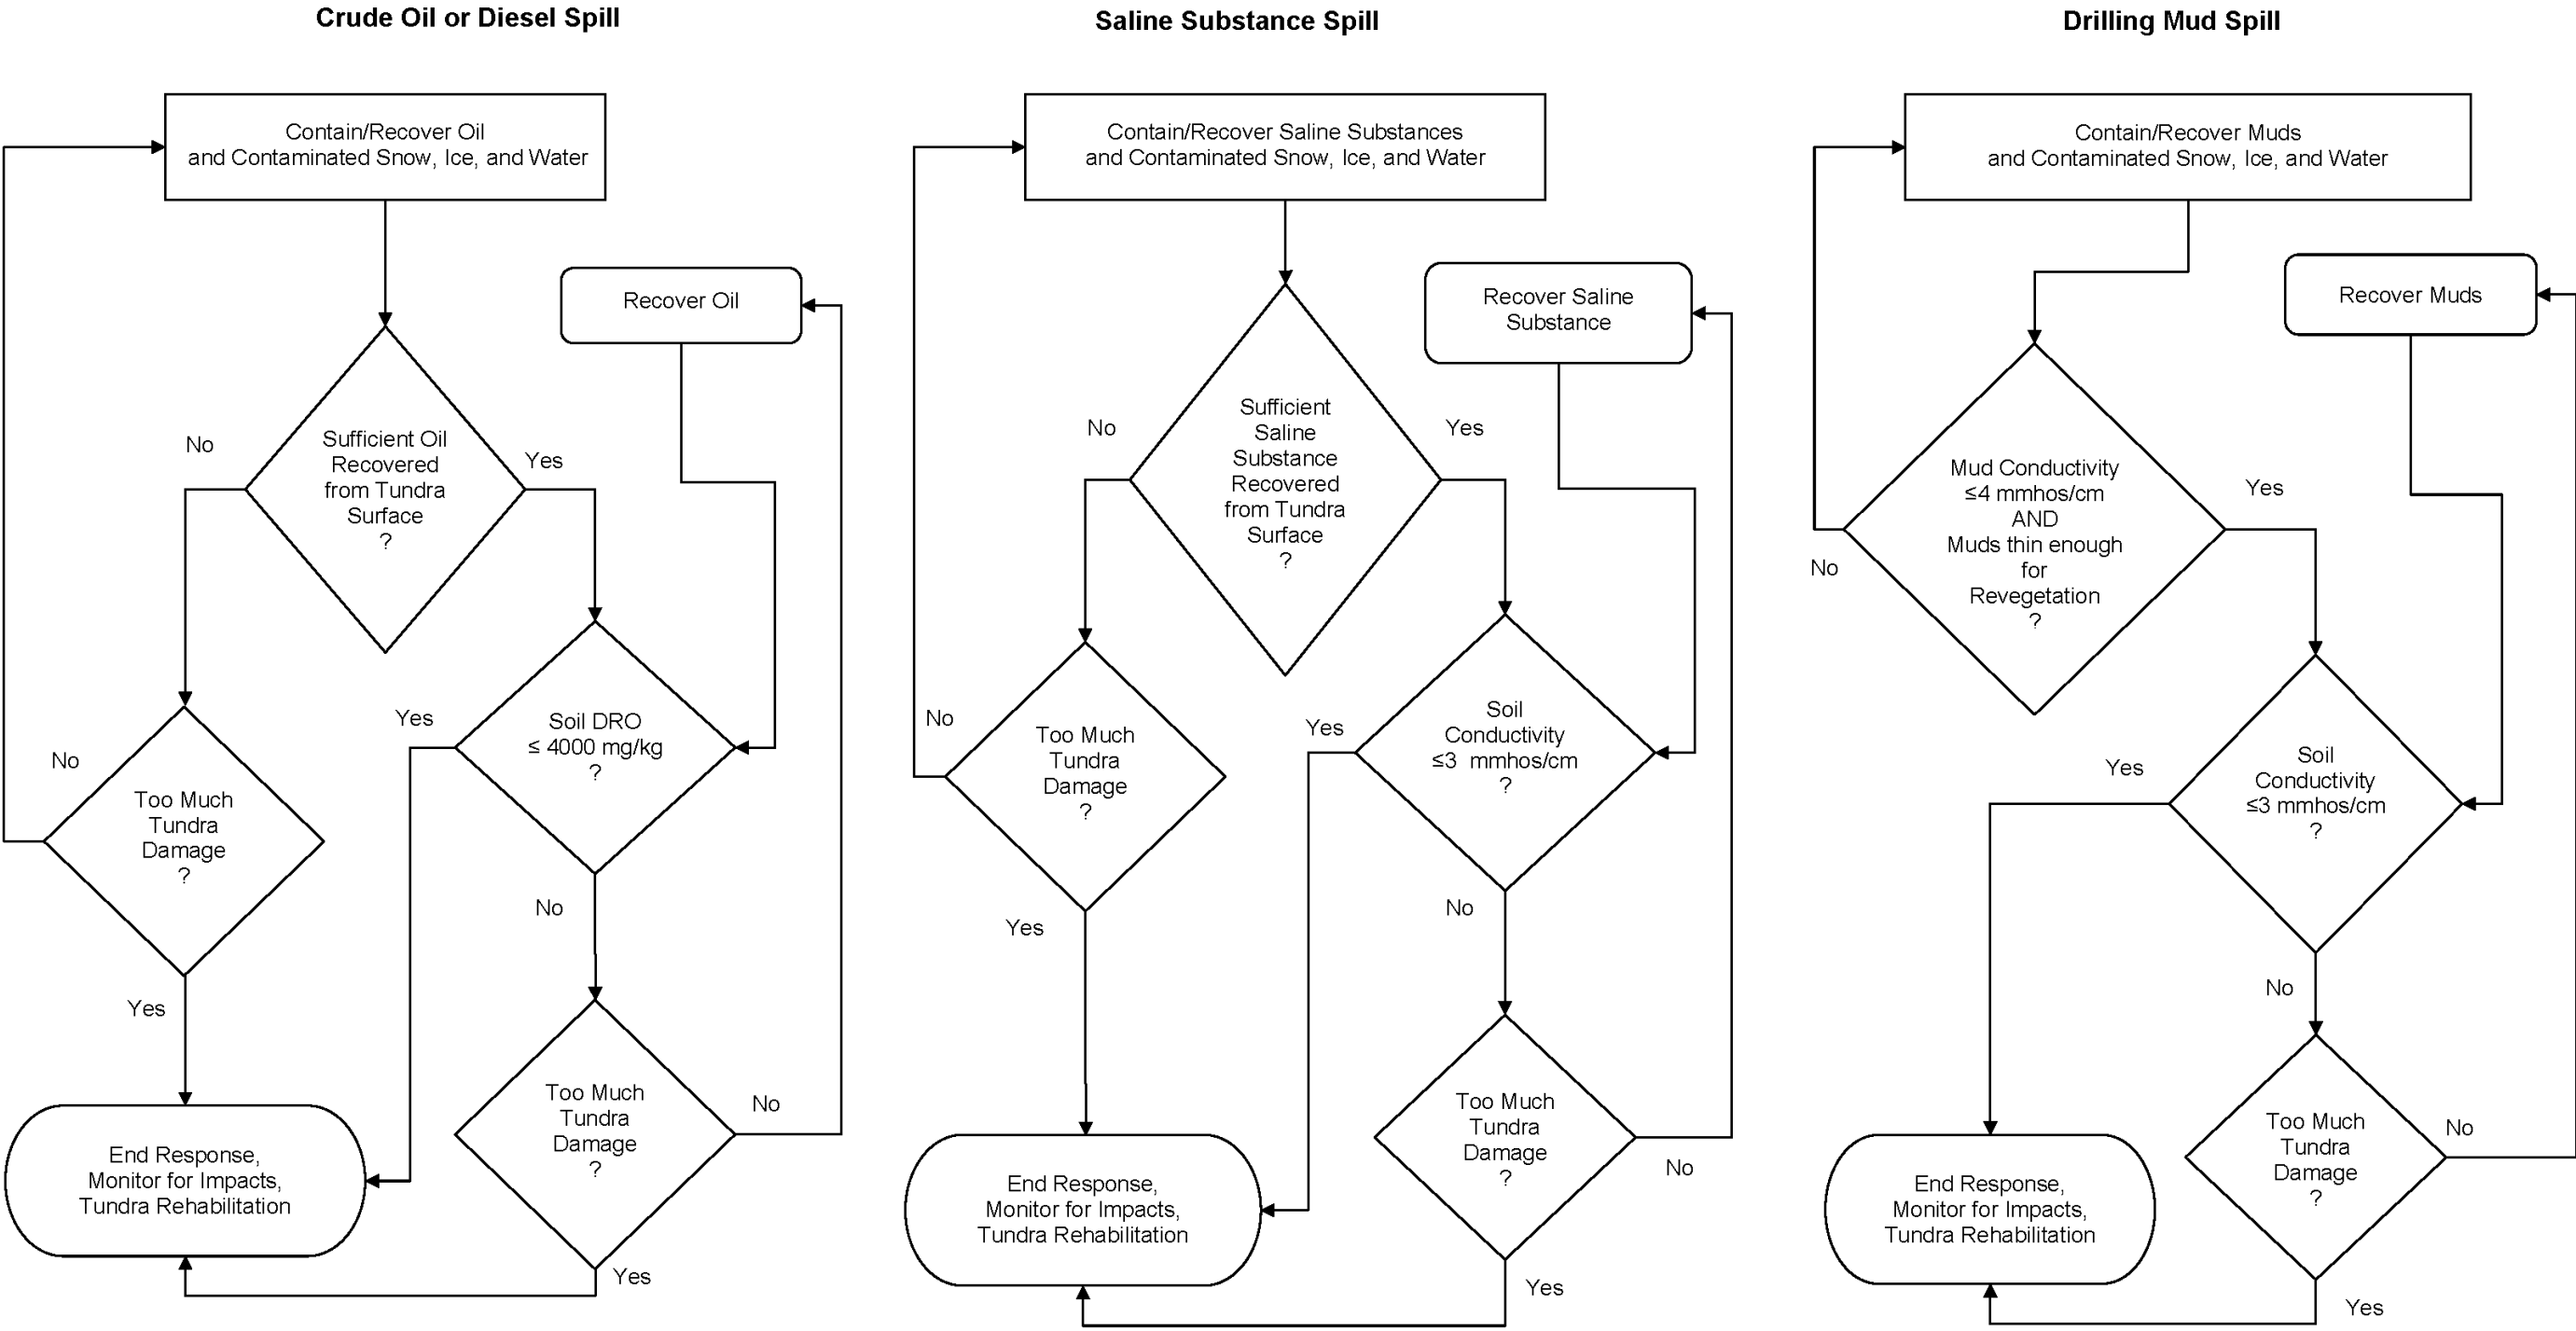 Crude Oil or Diesel Spill
Contain/Recover Oil
and Contaminated Snow, Ice, and Water
Recover Oil
No
Sufficient Oil
Recovered
from Tundra
Surface
?
Yes
Yes
Soil DRO
≤ 4000 mg/kg
?
No
Too Much
Tundra
Damage
?
No
Yes
Too Much
Tundra
Damage
?
No
End Response,
Monitor for Impacts,
Tundra Rehabilitation
Yes
Saline Substance Spill
Contain/Recover Saline Substances
and Contaminated Snow, Ice, and Water
Recover Saline
Substance
No
Sufficient
Saline
Substance
Recovered
from Tundra
Surface
?
Yes
No
Too Much
Tundra
Damage
?
Yes
Soil
Conductivity
≤3 mmhos/cm
?
Yes
No
Too Much
Tundra
Damage
?
No
End Response,
Monitor for Impacts,
Tundra Rehabilitation
Yes
Drilling Mud Spill
Contain/Recover Muds
and Contaminated Snow, Ice, and Water
Recover Muds
Mud Conductivity
≤4 mmhos/cm
AND
Muds thin enough
for
Revegetation
?
Yes
No
Yes
Soil
Conductivity
≤3 mmhos/cm
?
No
Too Much
Tundra
Damage
?
No
End Response,
Monitor for Impacts,
Tundra Rehabilitation
Yes